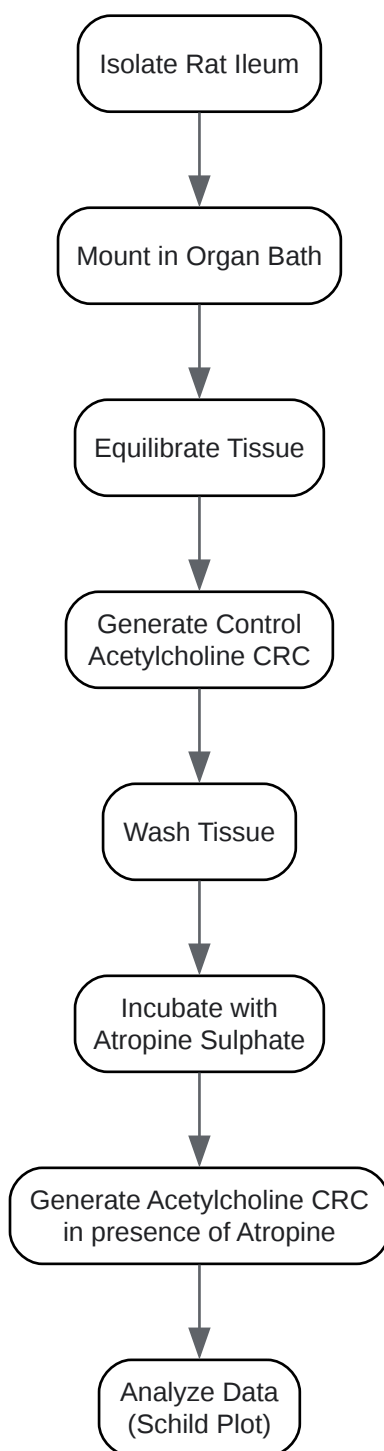 Isolate Rat Ileum
Mount in Organ Bath
Equilibrate Tissue
Generate Control
Acetylcholine CRC
Wash Tissue
Incubate with
Atropine Sulphate
Generate Acetylcholine CRC
in presence of Atropine
Analyze Data
(Schild Plot)